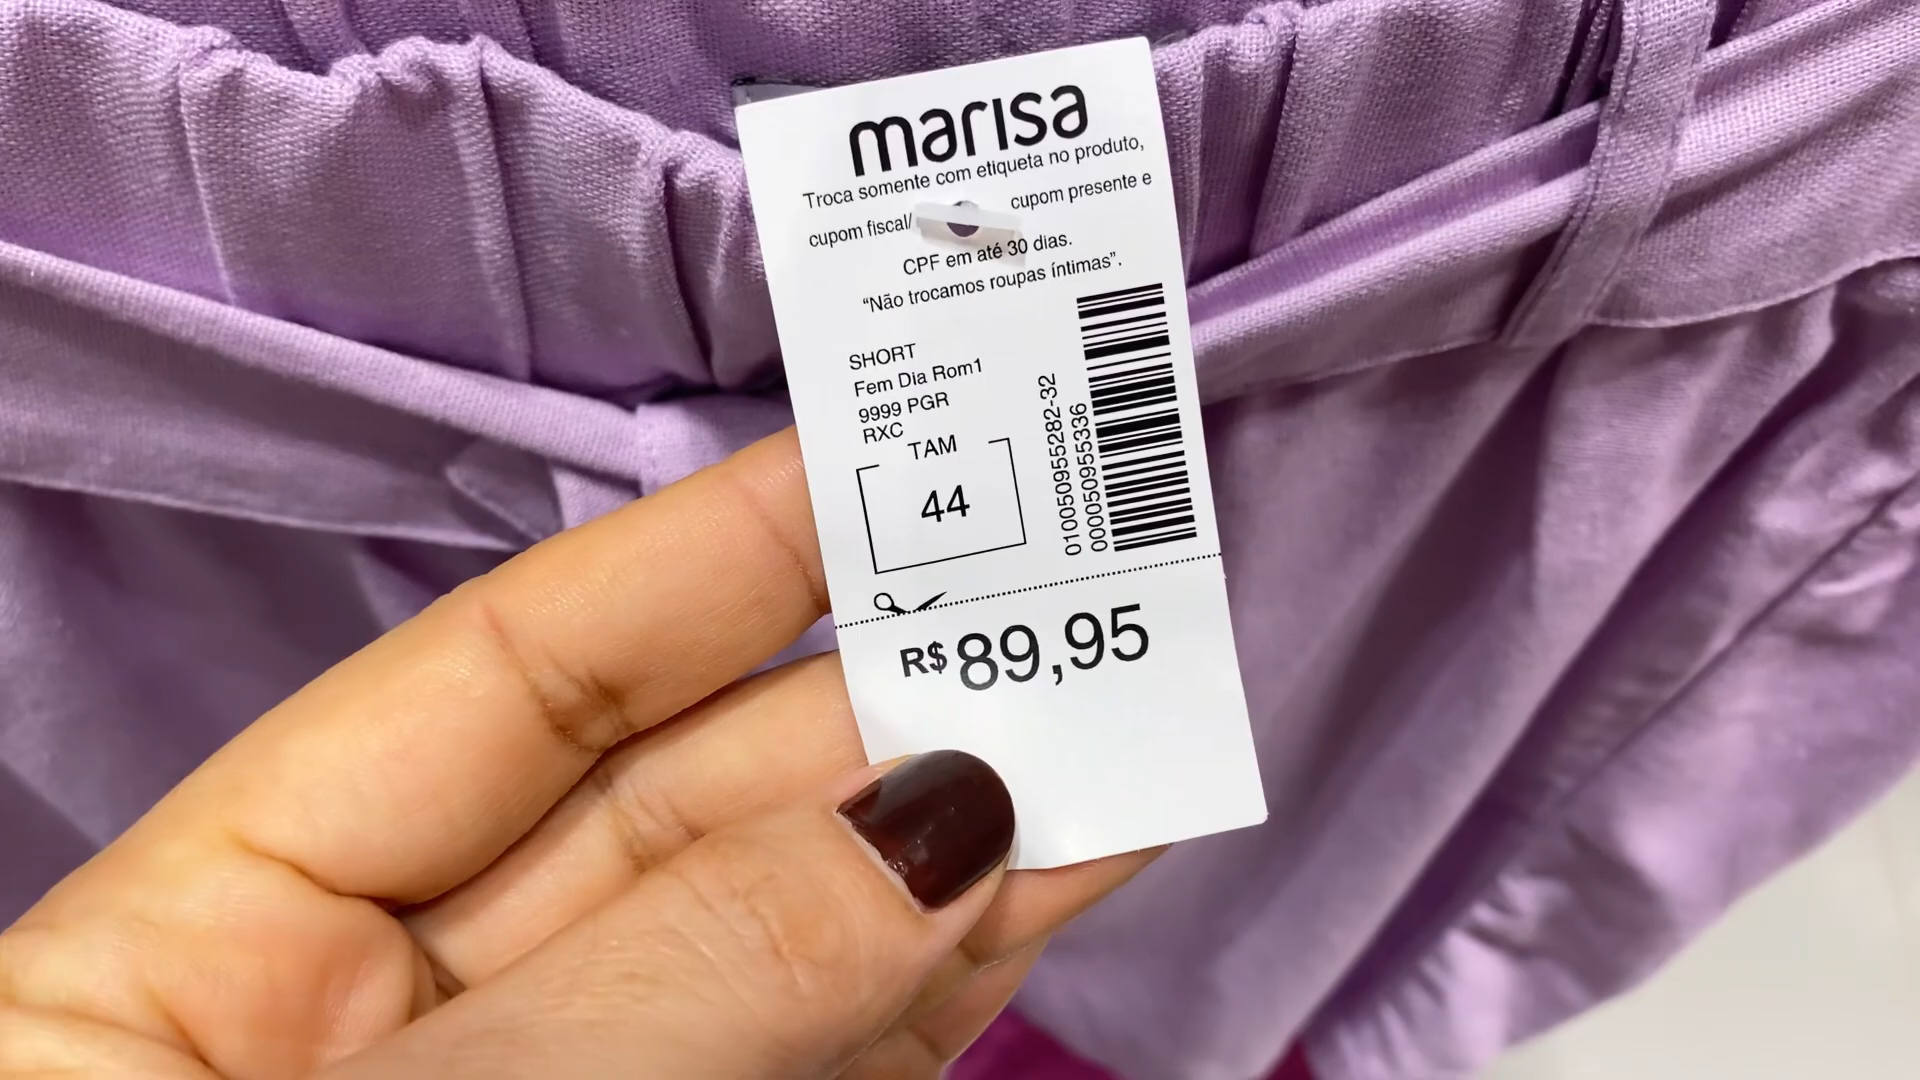 marisa
Troca somente com etiqueta no produto,
cupom fiscal/ cupom presente e
CPF em até 30 dias.
“Não trocamos roupas íntimas”.
SHORT
Fem Dia Rom1
9999 PGR
RXC
TAM
44
0100509955282-32
0000050955336
R$ 89,95